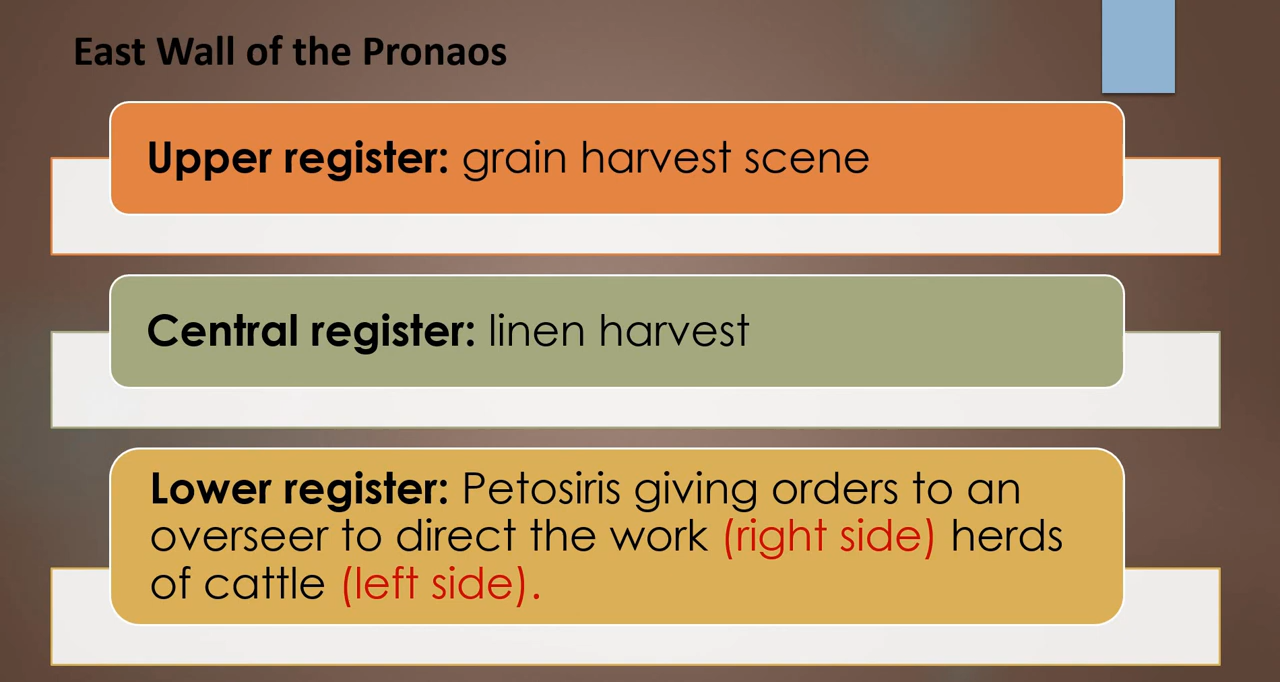 East Wall of the Pronaos
Upper register: grain harvest scene
Central register: linen harvest
Lower register: Petosiris giving orders to an
overseer to direct the work (right side) herds
of cattle (left side).